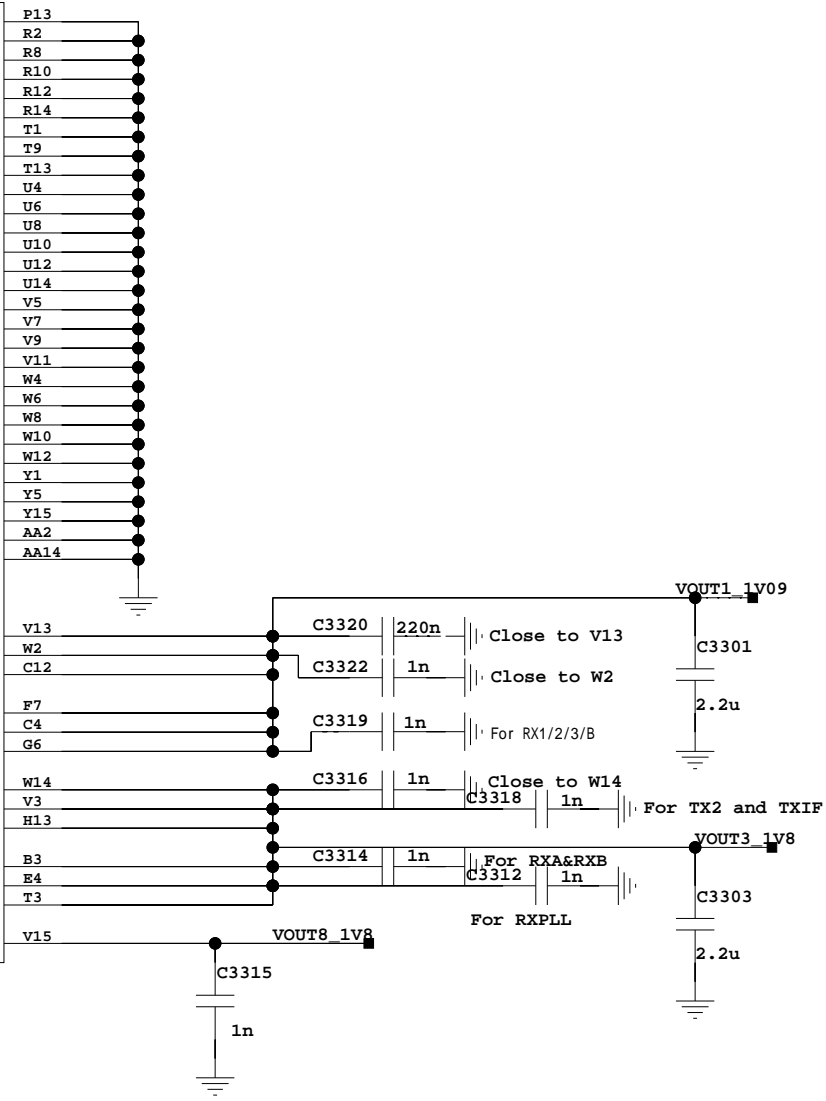 P13
R2
R8
R10
R12
R14
T1
T9
T13
U4
U6
U8
U10
U12
U14
V5
V7
V9
V11
W4
W6
W8
W10
W12
Y1
Y5
Y15
AA2
AA14
VOUT1_1V09
V13 C3320 220n Close to V13
W2 C3322 1n Close to W2
C12
C3301
2.2u
F7
C4 C3319 1n For RX1/2/3/B
G6
W14 C3316 1n Close to W14
V3 C3318 1n For TX2 and TXIF
H13
VOUT3_1V8
B3 C3314 1n For RXA&RXB
E4 C3312 1n
T3
For RXPLL
C3303
2.2u
V15 VOUT8_1V8
C3315
1n